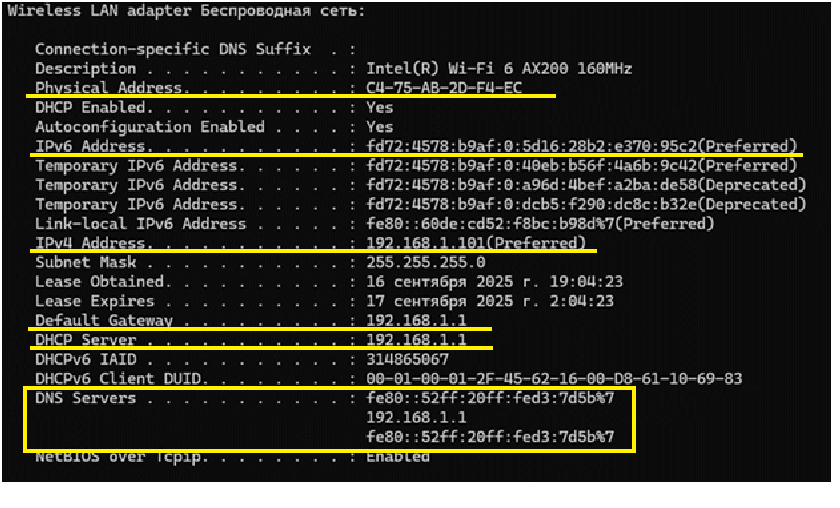 Wireless LAN adapter Беспроводная сеть:
Connection-specific DNS Suffix  . :
Description . . . . . . . . . . . : Intel(R) Wi-Fi 6 AX200 160MHz
Physical Address. . . . . . . . . : C4-75-AB-2D-F4-EC
DHCP Enabled. . . . . . . . . . . : Yes
Autoconfiguration Enabled . . . . : Yes
IPv6 Address. . . . . . . . . . . : fd72:4578:b9af:0:5d16:28b2:e370:95c2(Preferred)
Temporary IPv6 Address. . . . . . : fd72:4578:b9af:0:40eb:b56f:4a6b:9c42(Preferred)
Temporary IPv6 Address. . . . . . : fd72:4578:b9af:0:a96d:4bef:a2ba:de58(Deprecated)
Temporary IPv6 Address. . . . . . : fd72:4578:b9af:0:dcb5:f290:dc8c:b32e(Deprecated)
Link-local IPv6 Address . . . . . : fe80::60de:cd52:f8bc:b98d%7(Preferred)
IPv4 Address. . . . . . . . . . . : 192.168.1.101(Preferred)
Subnet Mask . . . . . . . . . . . : 255.255.255.0
Lease Obtained. . . . . . . . . . : 16 сентября 2025 г. 19:04:23
Lease Expires . . . . . . . . . . : 17 сентября 2025 г. 2:04:23
Default Gateway . . . . . . . . . : 192.168.1.1
DHCP Server . . . . . . . . . . . : 192.168.1.1
DHCPv6 IAID . . . . . . . . . . . : 314865067
DHCPv6 Client DUID. . . . . . . . : 00-01-00-01-2F-45-62-16-00-D8-61-10-69-83
DNS Servers . . . . . . . . . . . : fe80::52ff:20ff:fed3:7d5b%7
192.168.1.1
fe80::52ff:20ff:fed3:7d5b%7
NetBIOS over Tcpip. . . . . . . . : Enabled